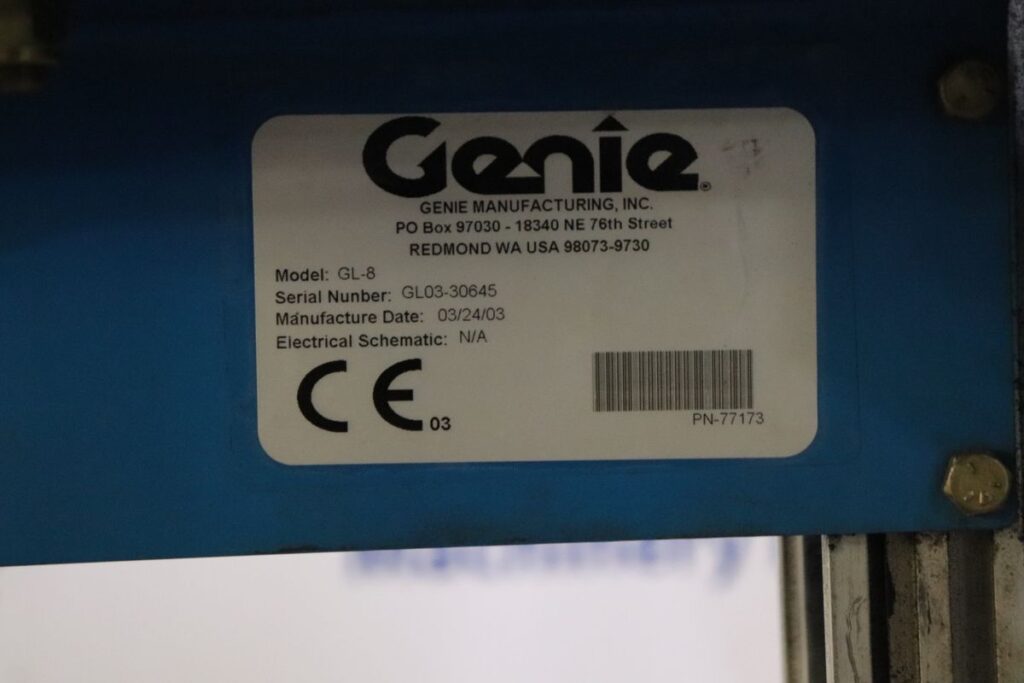 Genie®
GENIE MANUFACTURING, INC.
PO Box 97030 - 18340 NE 76th Street
REDMOND WA USA 98073-9730
Model: GL-8
Serial Nunber: GL03-30645
Manufacture Date: 03/24/03
Electrical Schematic: N/A
CE 03
PN-77173
Machinery